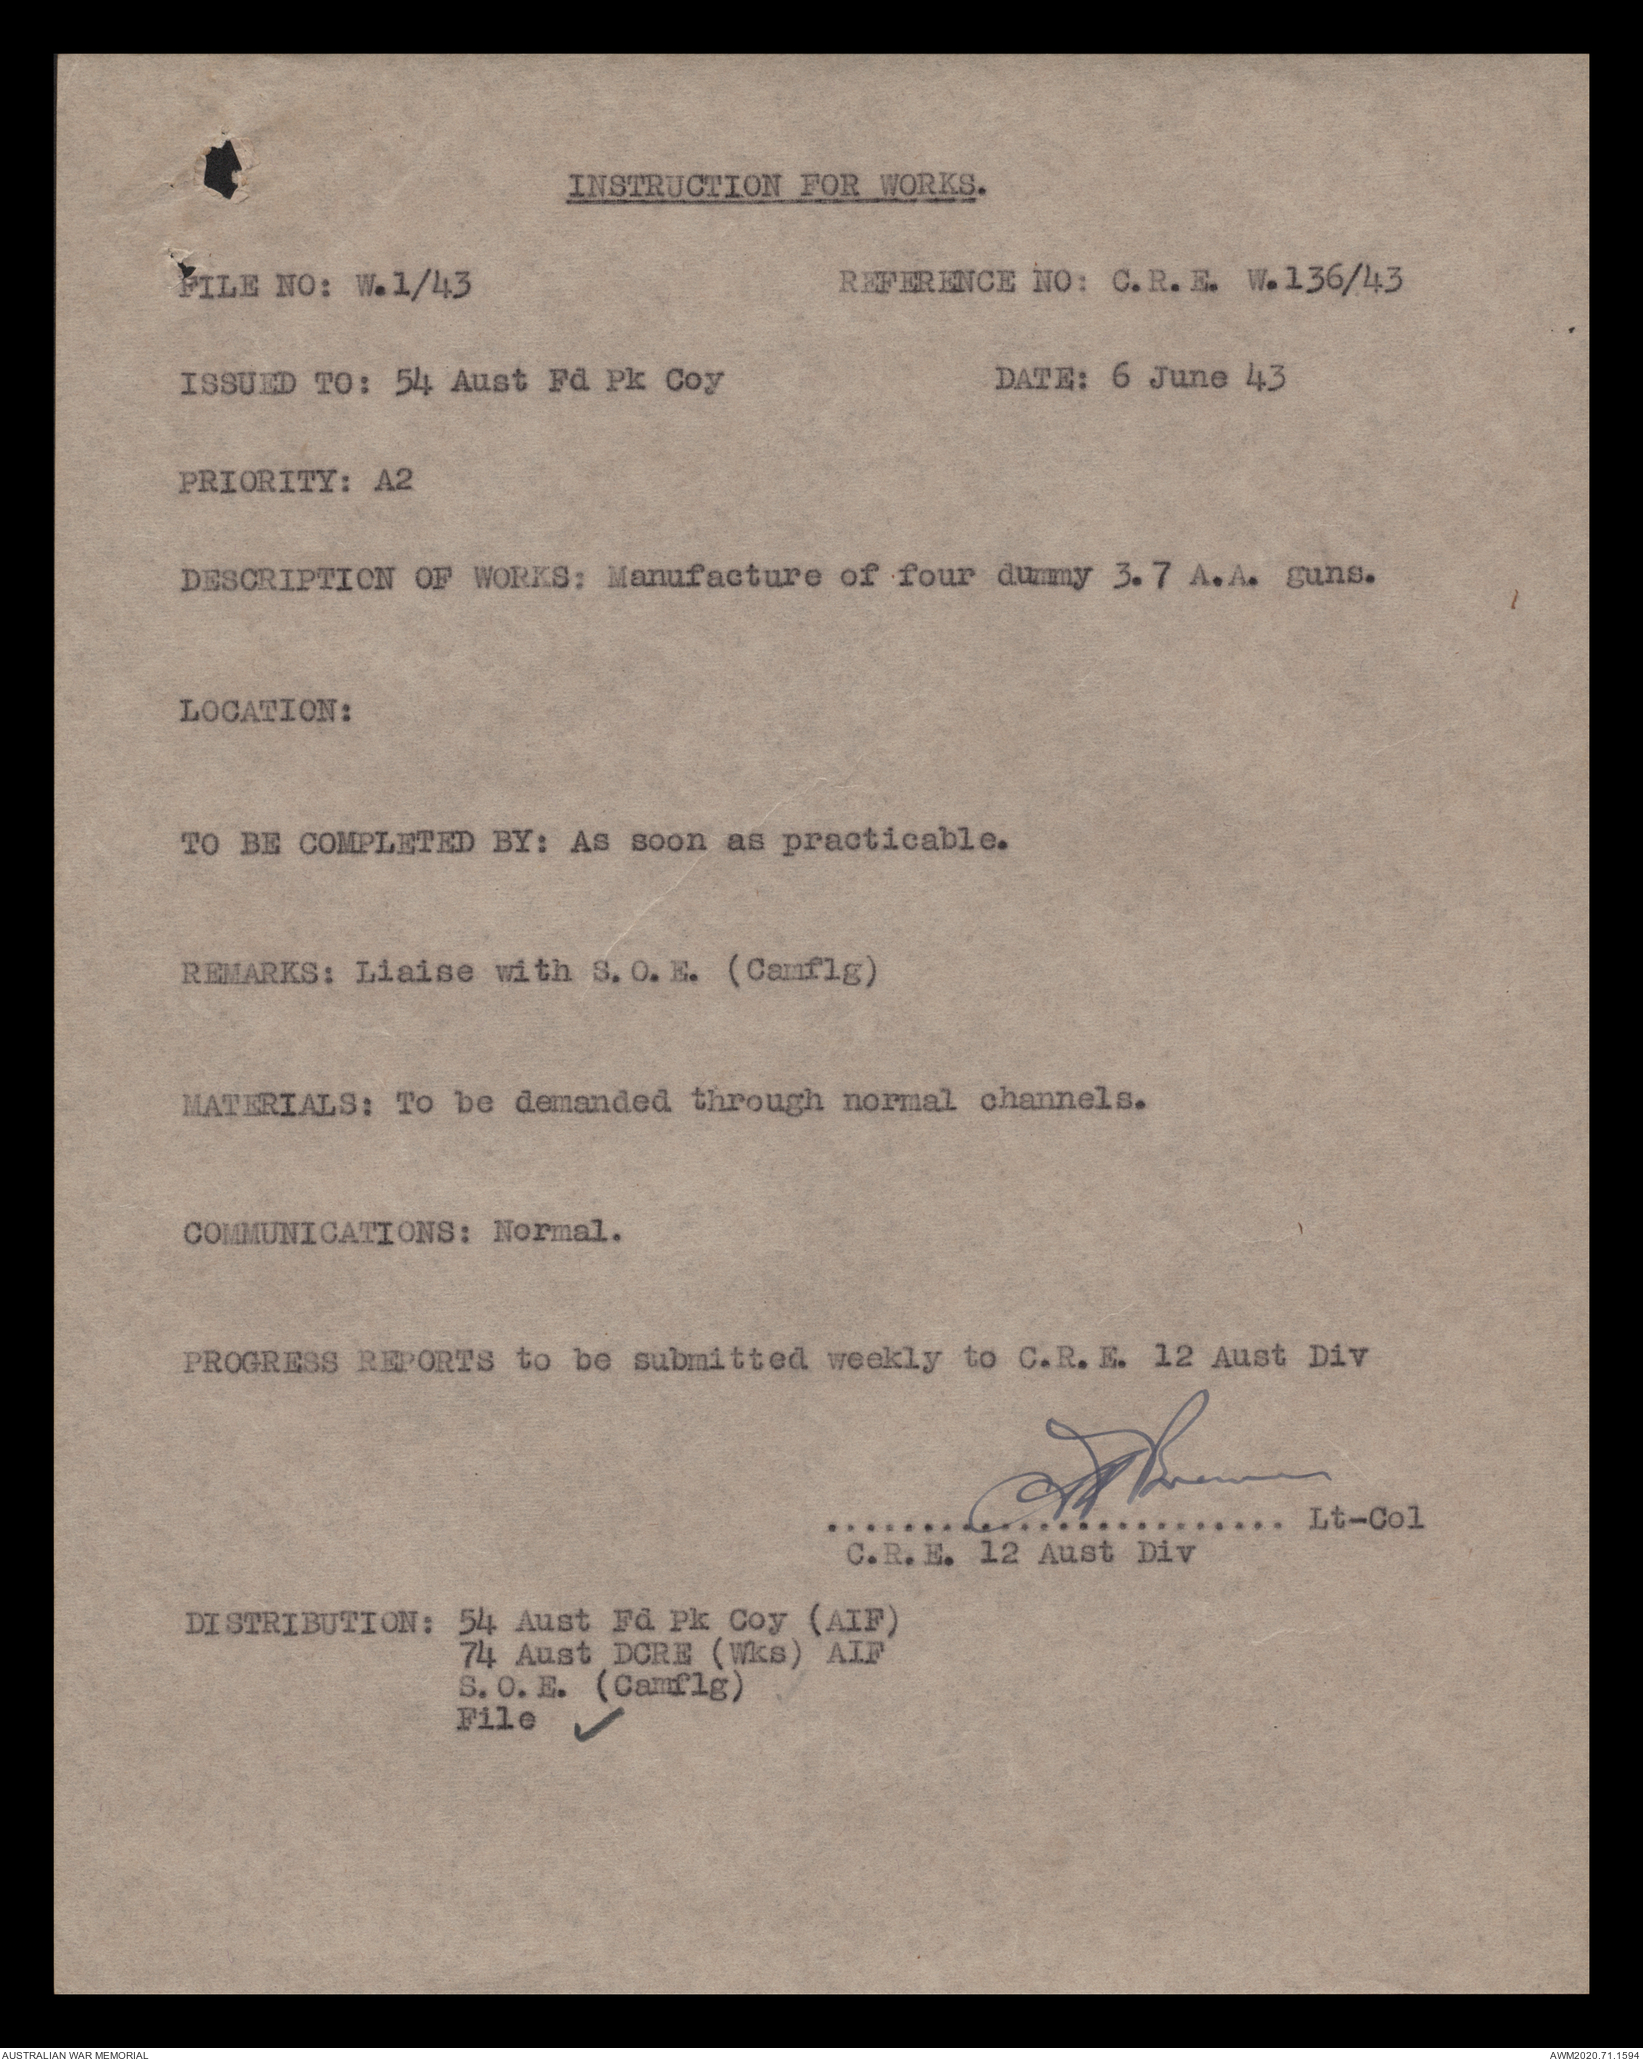 INSTRUCTION FOR WORKS.
FILE NO: W.1/43 REFERENCE NO: C.R.E. W.136/43
ISSUED TO: 54 Aust Fd Pk Coy DATE: 6 June 43
PRIORITY: A2
DESCRIPTION OF WORKS: Manufacture of four dummy 3.7 A.A. guns.
LOCATION:
TO BE COMPLETED BY: As soon as practicable.
REMARKS: Liaise with S.O.E. (Camflg)
MATERIALS: To be demanded through normal channels.
COMMUNICATIONS: Normal.
PROGRESS REPORTS to be submitted weekly to C.R.E. 12 Aust Div
........................ Lt-Col
C.R.E. 12 Aust Div
DISTRIBUTION: 54 Aust Fd Pk Coy (AIF)
74 Aust DCRE (Wks) AIF
S.O.E. (Camflg)
File ✓
AUSTRALIAN WAR MEMORIAL AWM2020.71.1594